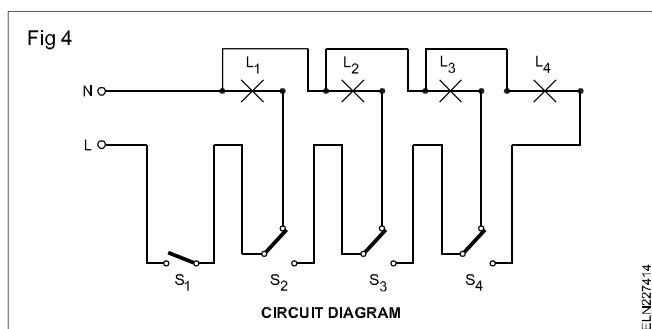 Fig 4
L1 L2 L3 L4
N
L
S1 S2 S3 S4
CIRCUIT DIAGRAM
ELN227414